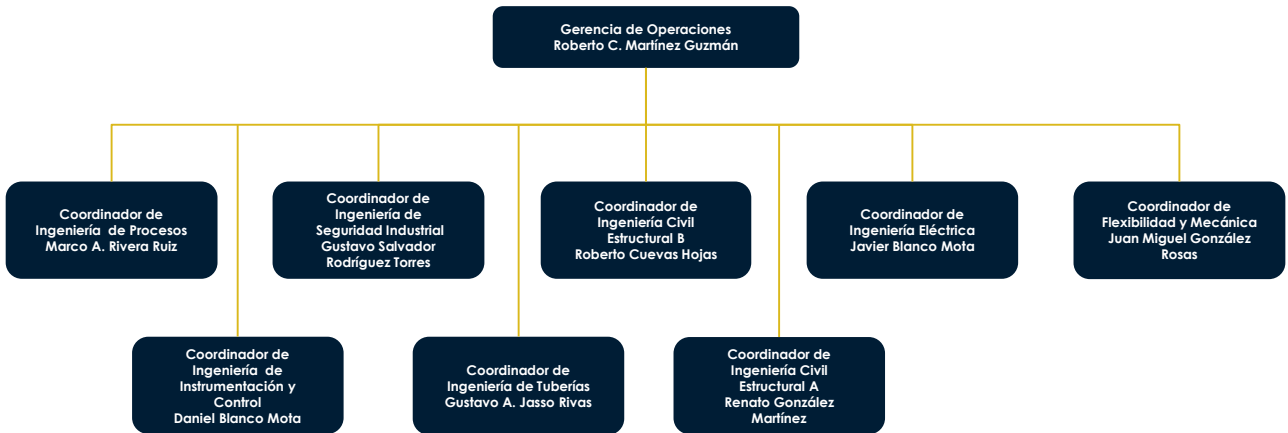 Gerencia de Operaciones
Roberto C. Martínez Guzmán
Coordinador de
Ingeniería de Procesos
Marco A. Rivera Ruiz
Coordinador de
Ingeniería de
Seguridad Industrial
Gustavo Salvador
Rodríguez Torres
Coordinador de
Ingeniería Civil
Estructural B
Roberto Cuevas Hojas
Coordinador de
Ingeniería Eléctrica
Javier Blanco Mota
Coordinador de
Flexibilidad y Mecánica
Juan Miguel González
Rosas
Coordinador de
Ingeniería de
Instrumentación y
Control
Daniel Blanco Mota
Coordinador de
Ingeniería de Tuberías
Gustavo A. Jasso Rivas
Coordinador de
Ingeniería Civil
Estructural A
Renato González
Martínez